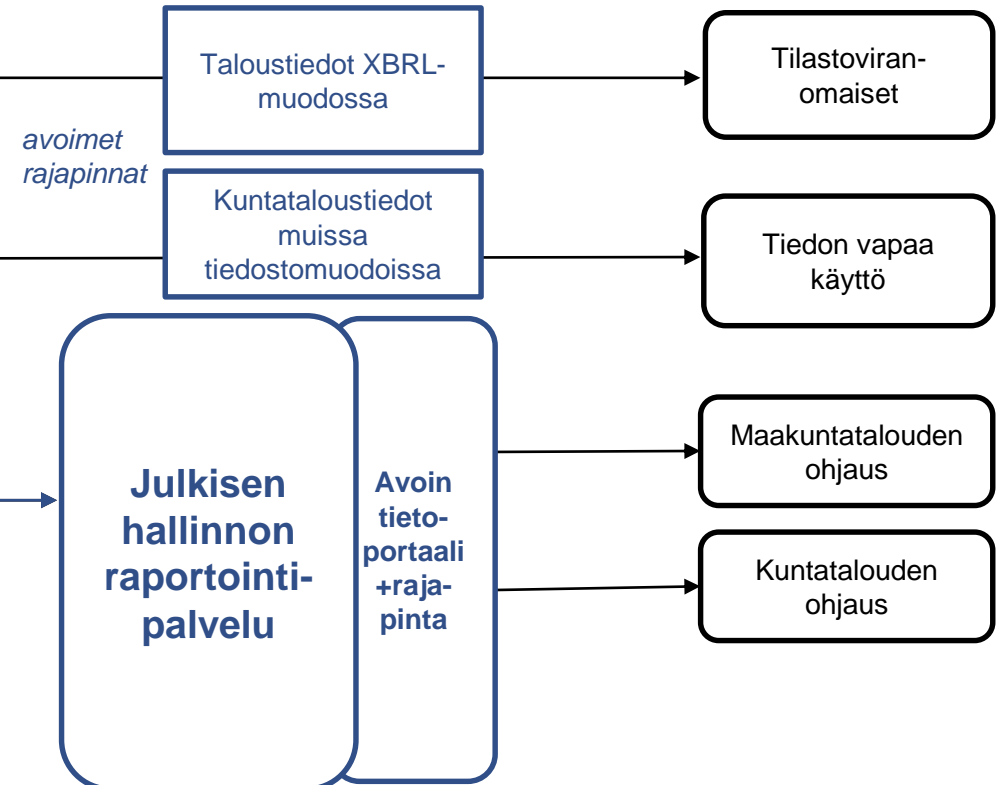 Taloustiedot XBRL-
muodossa
Tilastoviran-
omaiset
avoimet
rajapinnat
Kuntataloustiedot
muissa
tiedostomuodoissa
Tiedon vapaa
käyttö
Julkisen
hallinnon
raportointi-
palvelu
Avoin
tieto-
portaali
+raja-
pinta
Maakuntatalouden
ohjaus
Kuntatalouden
ohjaus